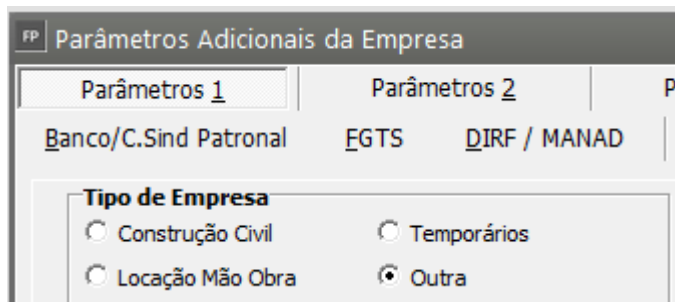 FP Parâmetros Adicionais da Empresa
Parâmetros 1 Parâmetros 2 P
Banco/C.Sind Patronal FGTS DIRF / MANAD
Tipo de Empresa
Construção Civil Temporários
Locação Mão Obra Outra